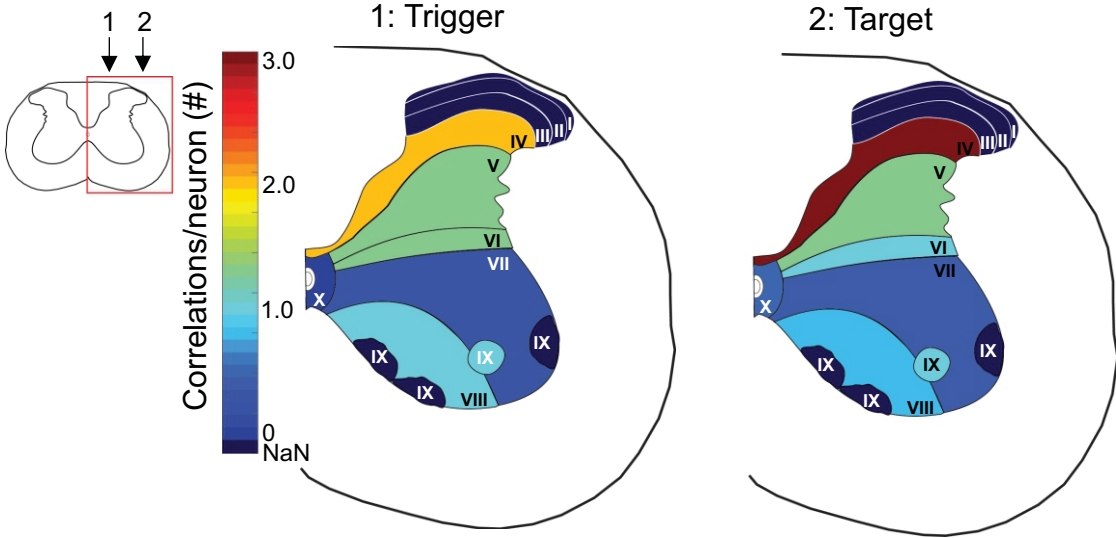 1 2
1: Trigger
2: Target
Correlations/neuron (#)
3.0
2.0
1.0
0
NaN
I
II
III
IV
V
VI
VII
X
IX
IX
IX
IX
VIII
I
II
III
IV
V
VI
VII
X
IX
IX
IX
IX
VIII